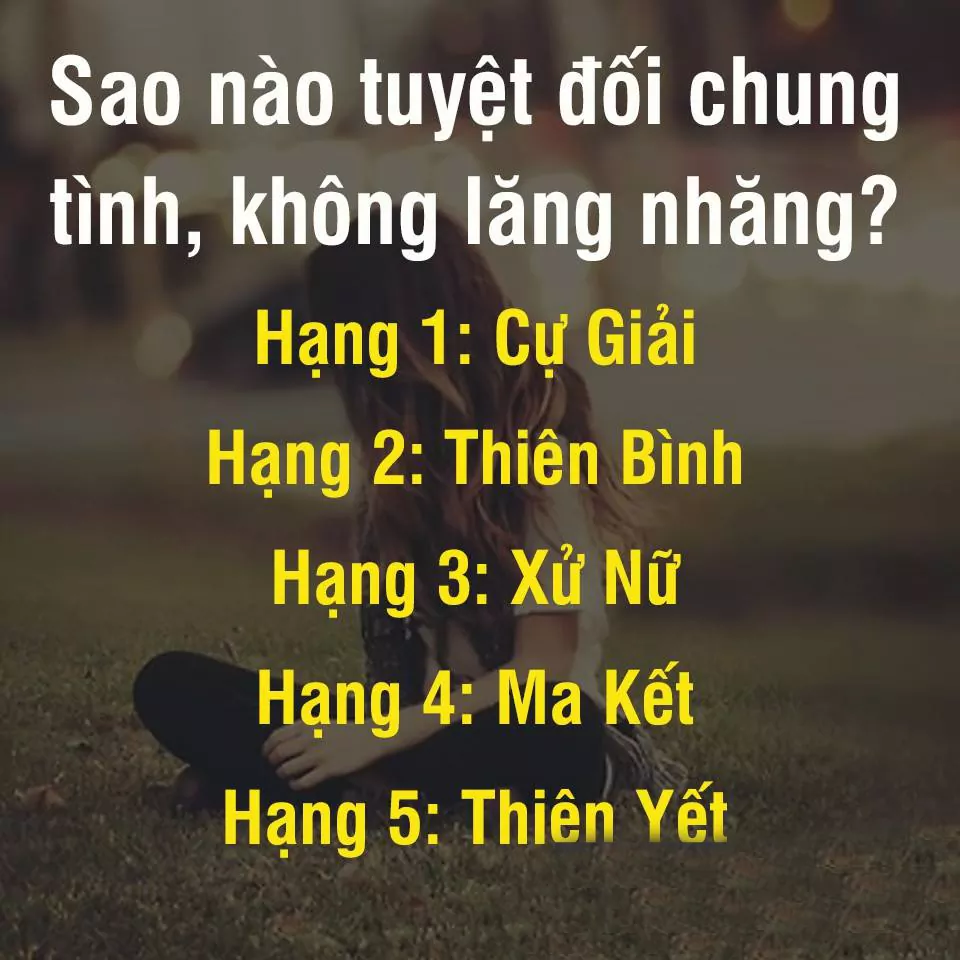 Sao nào tuyệt đối chung
tình, không lăng nhăng?
Hạng 1: Cự Giải
Hạng 2: Thiên Bình
Hạng 3: Xử Nữ
Hạng 4: Ma Kết
Hạng 5: Thiên Yết